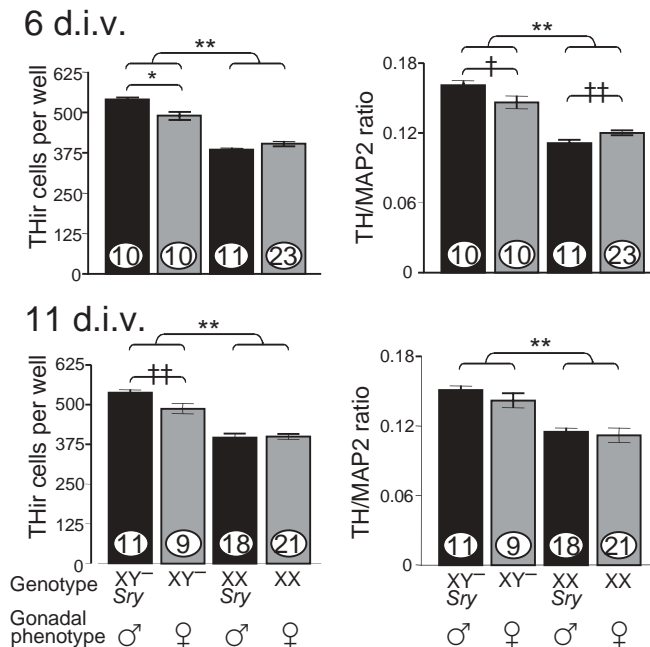 6 d.i.v.
THir cells per well
625
500
375
250
125
0
**
*
10 10 11 23
TH/MAP2 ratio
0.18
0.12
0.06
0
**
† ††
10 10 11 23
11 d.i.v.
THir cells per well
625
500
375
250
125
0
**
††
11 9 18 21
TH/MAP2 ratio
0.18
0.12
0.06
0
**
11 9 18 21
Genotype XY⁻ XY⁻ XX XX XY⁻ XY⁻ XX XX
Sry Sry Sry Sry
Gonadal
phenotype ♂ ♀ ♂ ♀ ♂ ♀ ♂ ♀